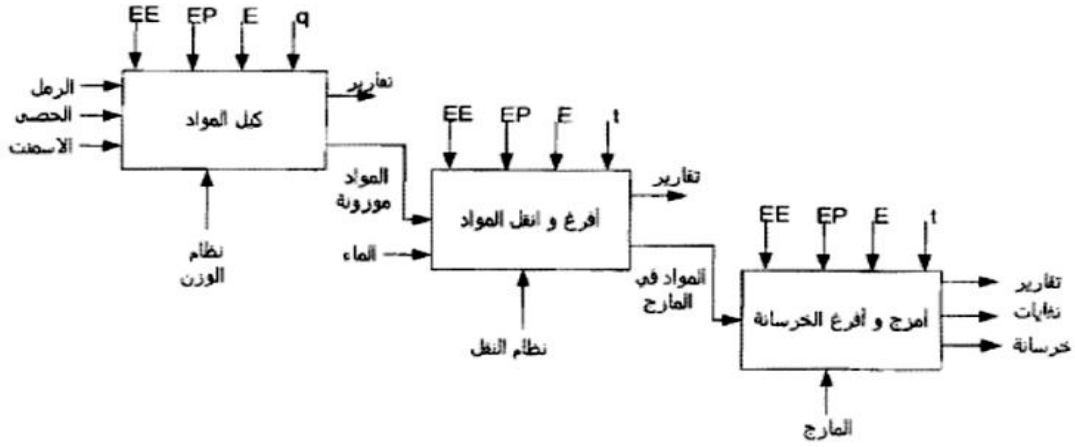 EE EP E q
الرمل
الحصى
الاسمنت
كيل المواد
تقارير
المواد
موزونة
نظام
الوزن
EE EP E t
الماء
أفرغ و انقل المواد
تقارير
المواد في
المازج
نظام النقل
EE EP E t
أمزج و أفرغ الخرسانة
تقارير
نفايات
خرسانة
المازج